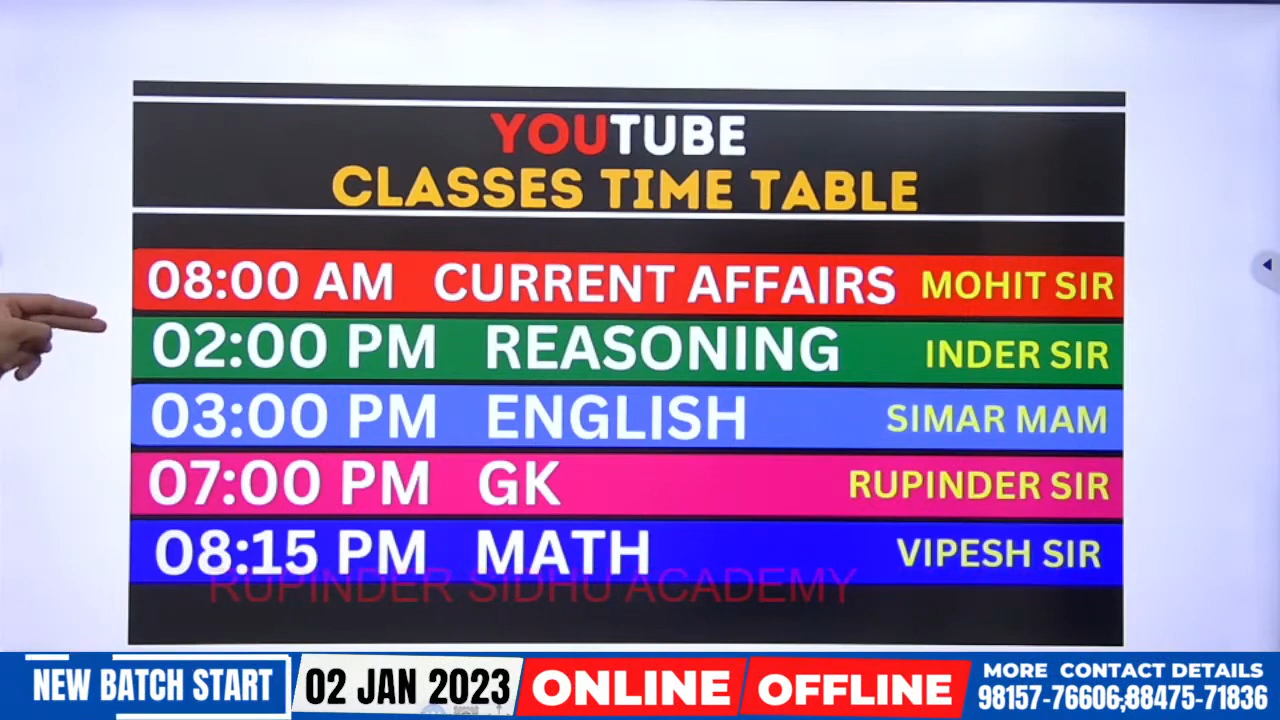 YOUTUBE
CLASSES TIME TABLE
08:00 AM CURRENT AFFAIRS MOHIT SIR
02:00 PM REASONING INDER SIR
03:00 PM ENGLISH SIMAR MAM
07:00 PM GK RUPINDER SIR
08:15 PM MATH VIPESH SIR
RUPINDER SIDHU ACADEMY
NEW BATCH START 02 JAN 2023 ONLINE OFFLINE MORE CONTACT DETAILS
98157-76606,88475-71836